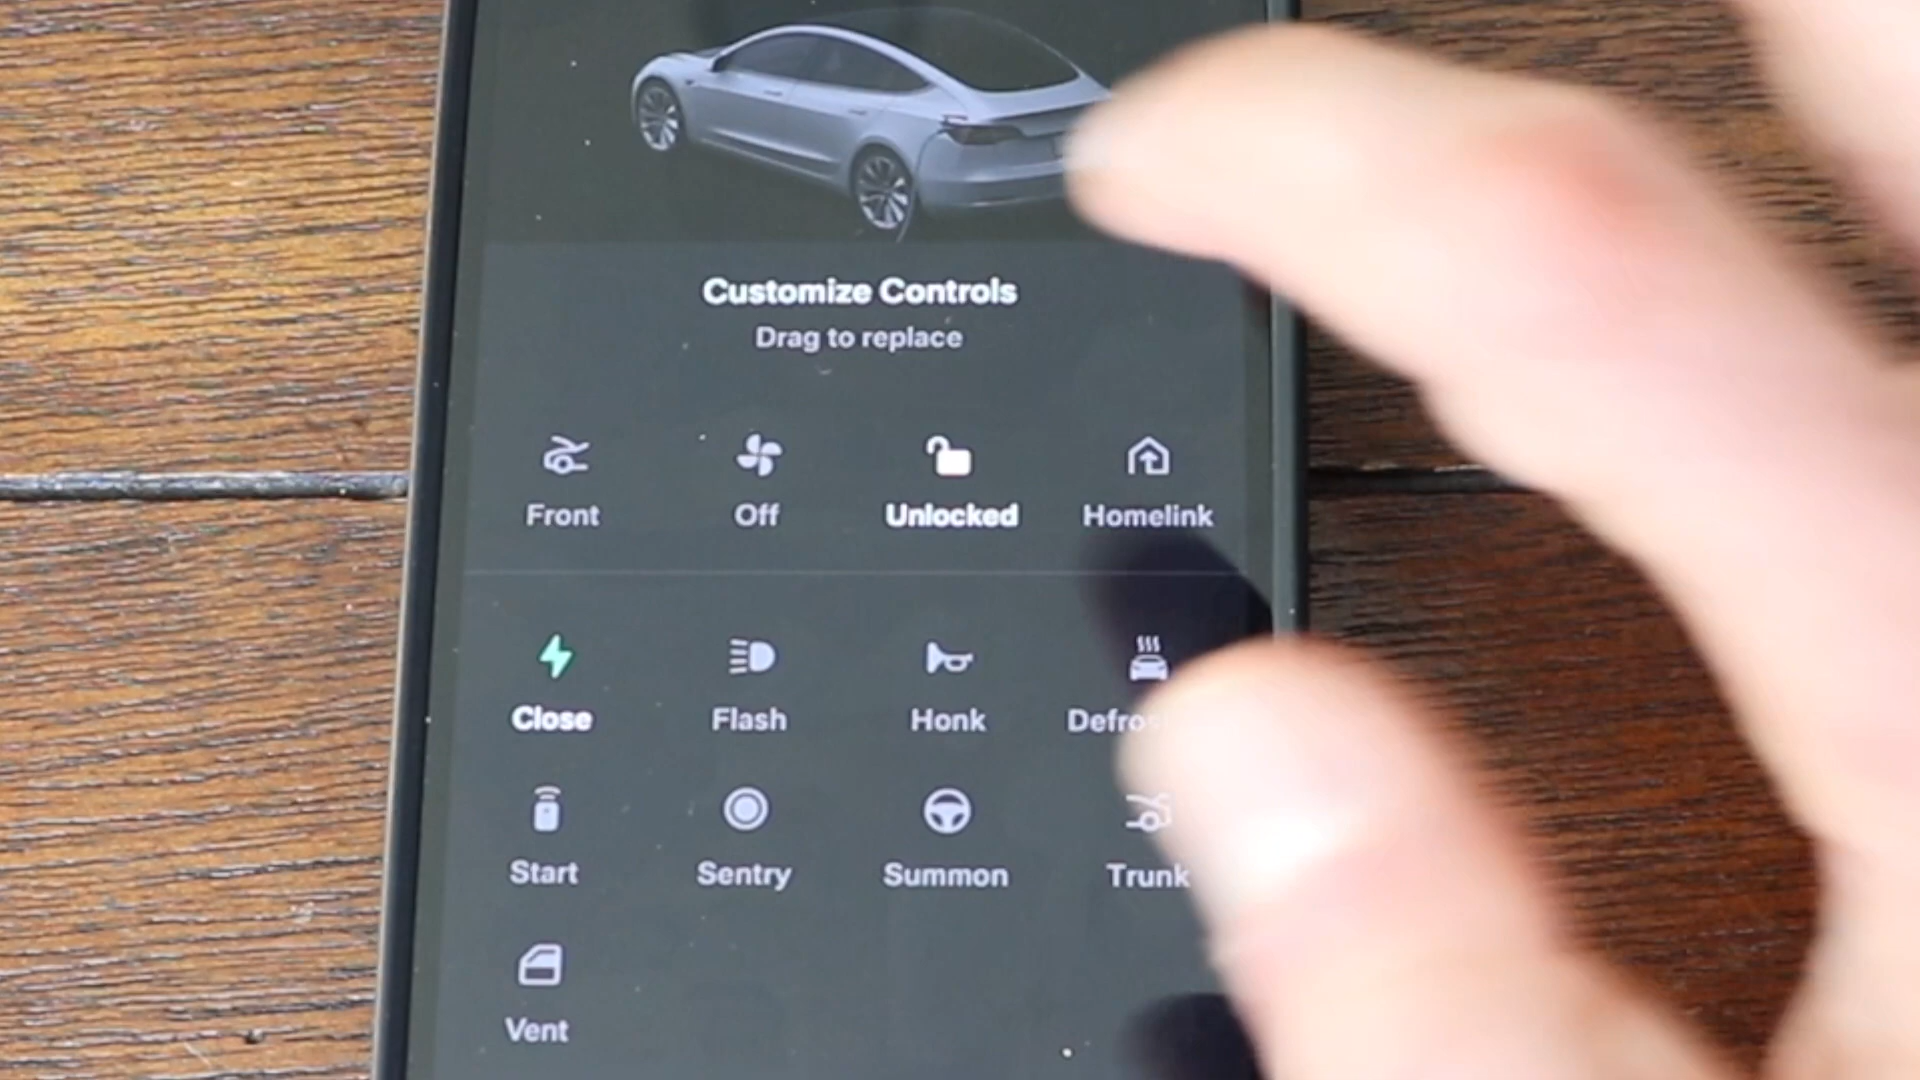 Customize Controls
Drag to replace
Front Off Unlocked Homelink
Close Flash Honk
Start Sentry Summon Trunk
Vent